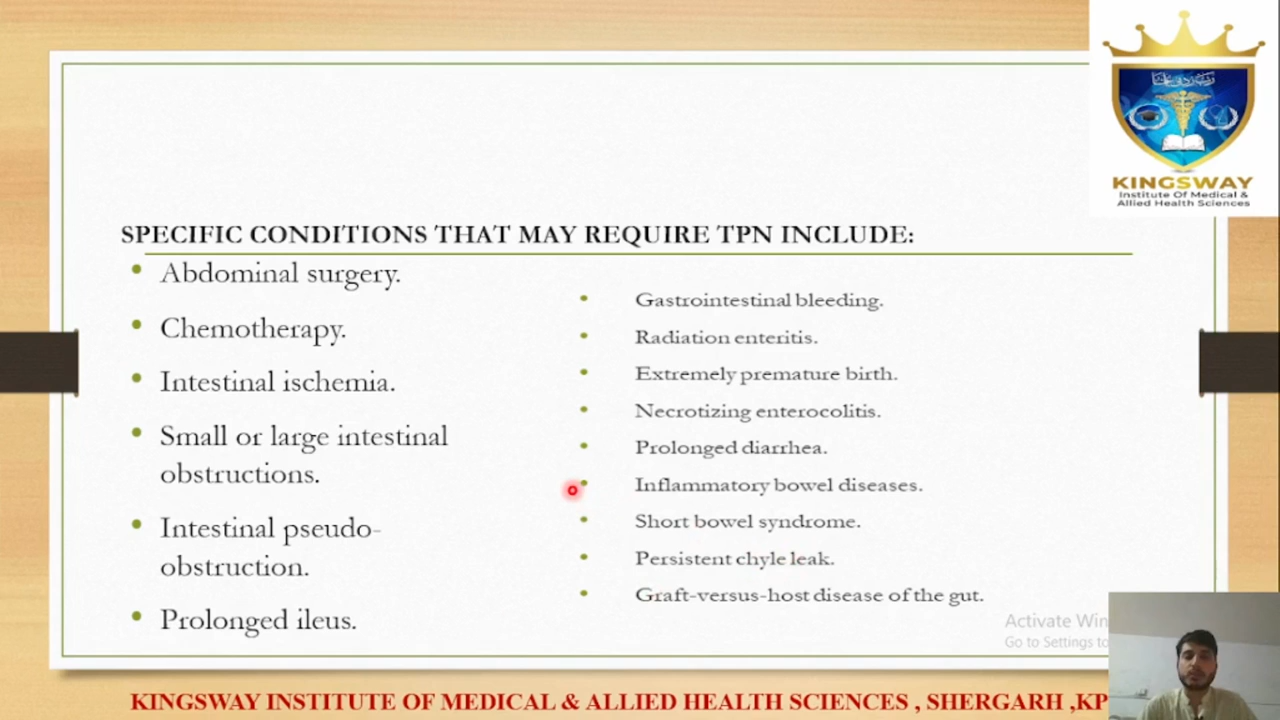 KINGSWAY
Institute Of Medical &
Allied Health Sciences
SPECIFIC CONDITIONS THAT MAY REQUIRE TPN INCLUDE:
• Abdominal surgery.
• Chemotherapy.
• Intestinal ischemia.
• Small or large intestinal
obstructions.
• Intestinal pseudo-
obstruction.
• Prolonged ileus.
• Gastrointestinal bleeding.
• Radiation enteritis.
• Extremely premature birth.
• Necrotizing enterocolitis.
• Prolonged diarrhea.
• Inflammatory bowel diseases.
• Short bowel syndrome.
• Persistent chyle leak.
• Graft-versus-host disease of the gut.
Activate Win
Go to Settings to
KINGSWAY INSTITUTE OF MEDICAL & ALLIED HEALTH SCIENCES , SHERGARH ,KP